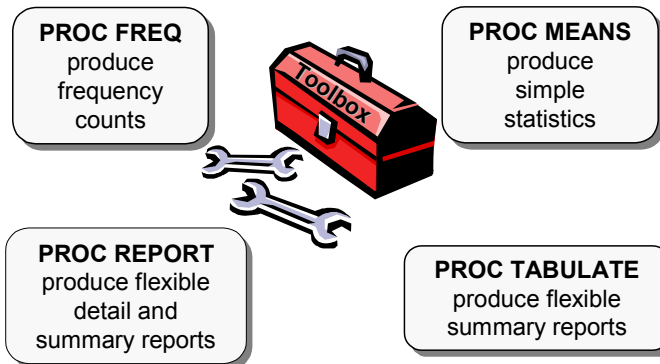 PROC FREQ
produce
frequency
counts
Toolbox
PROC MEANS
produce
simple
statistics
PROC REPORT
produce flexible
detail and
summary reports
PROC TABULATE
produce flexible
summary reports